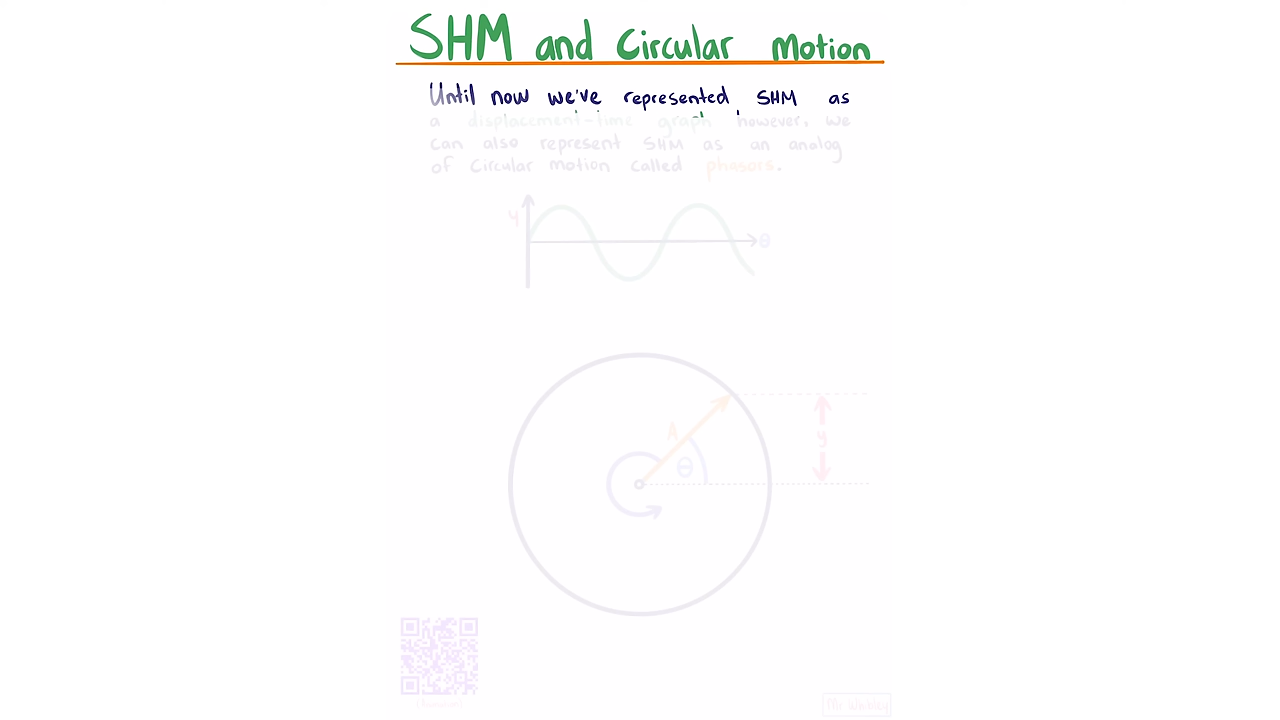 SHM and Circular Motion
Until now we've represented SHM as
a displacement-time graph however, we
can also represent SHM as an analog
of Circular motion called phasors.
y
θ
A
θ
y